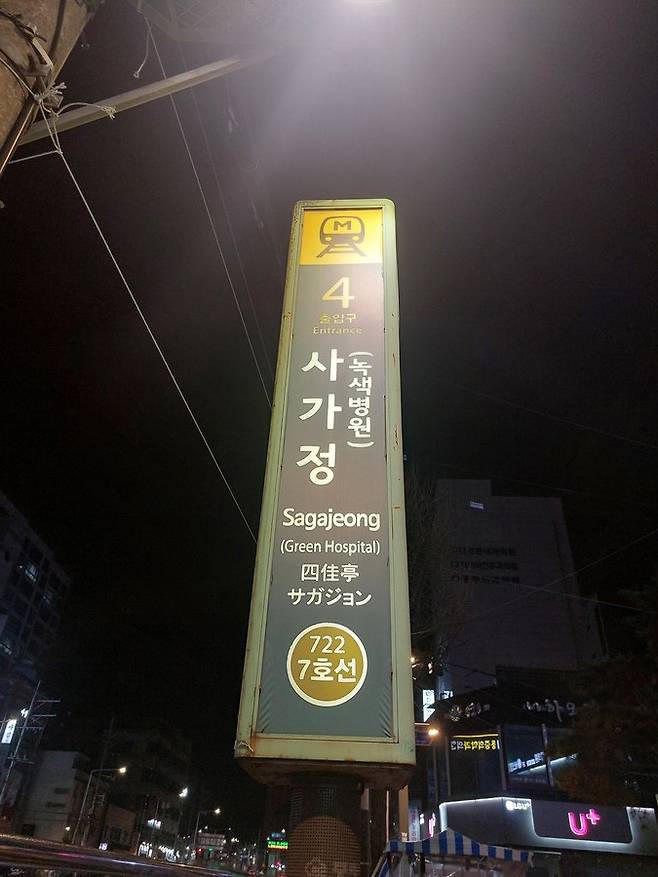 M
4
출입구
Entrance
사가정
(녹색병원)
Sagajeong
(Green Hospital)
四佳亭
サガジョン
722
7호선
LG U+
U+